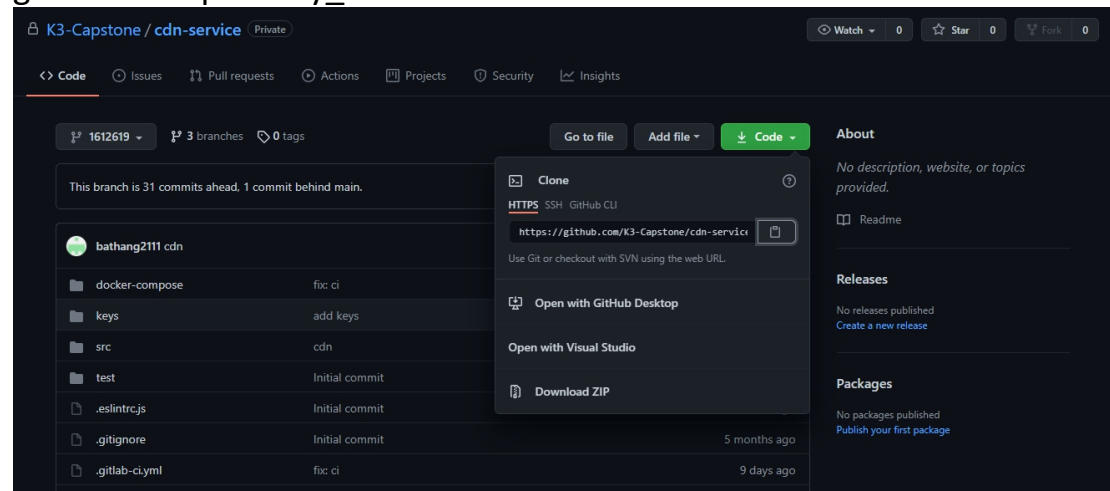 K3-Capstone / cdn-service Private
Watch 0 Star 0 Fork 0
Code Issues Pull requests Actions Projects Security Insights
1612619 3 branches 0 tags
Go to file Add file Code
This branch is 31 commits ahead, 1 commit behind main.
bathang2111 cdn
docker-compose fix: ci
keys add keys
src cdn
test Initial commit
.eslintrc.js Initial commit
.gitignore Initial commit 5 months ago
.gitlab-ci.yml fix: ci 9 days ago
Clone
HTTPS SSH GitHub CLI
https://github.com/K3-Capstone/cdn-service
Use Git or checkout with SVN using the web URL.
Open with GitHub Desktop
Open with Visual Studio
Download ZIP
About
No description, website, or topics
provided.
Readme
Releases
No releases published
Create a new release
Packages
No packages published
Publish your first package